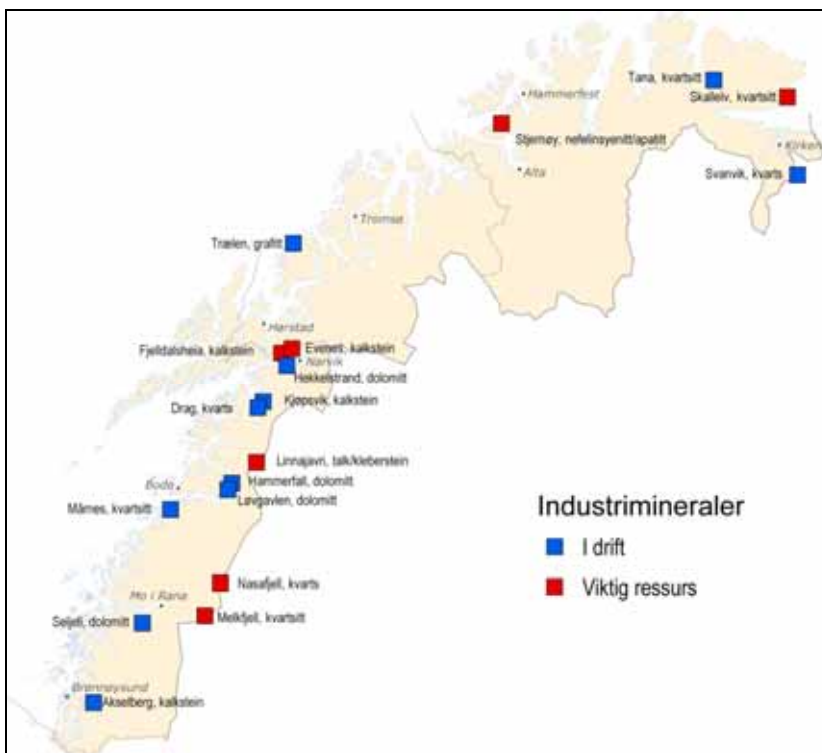 Tana, kvartsitt
Hammerfest
Skallelv, kvartsitt
Stjernøy, nefelinsyenitt/apatitt
Kirken
Alta
Svanvik, kvarts
Tromsø
Trælen, grafitt
Harstad
Fjelldalsheia, kalkstein
Evenes, kalkstein
Narvik
Hekkelstrand, dolomitt
Drag, kvarts
Kjøpsvik, kalkstein
Linnajavri, talk/kleberstein
Bodø
Hammerfall, dolomitt
Løvgavlen, dolomitt
Mårnes, kvartsitt
Industrimineraler
I drift
Viktig ressurs
Nasafjell, kvarts
Mo i Rana
Melkfjell, kvartsitt
Seljeli, dolomitt
Brønnøysund
Akselberg, kalkstein